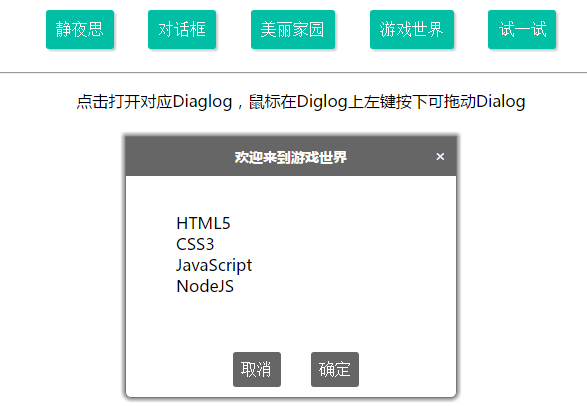 静夜思 对话框 美丽家园 游戏世界 试一试
点击打开对应Diaglog，鼠标在Diglog上左键按下可拖动Dialog
欢迎来到游戏世界 ×
HTML5
CSS3
JavaScript
NodeJS
取消 确定